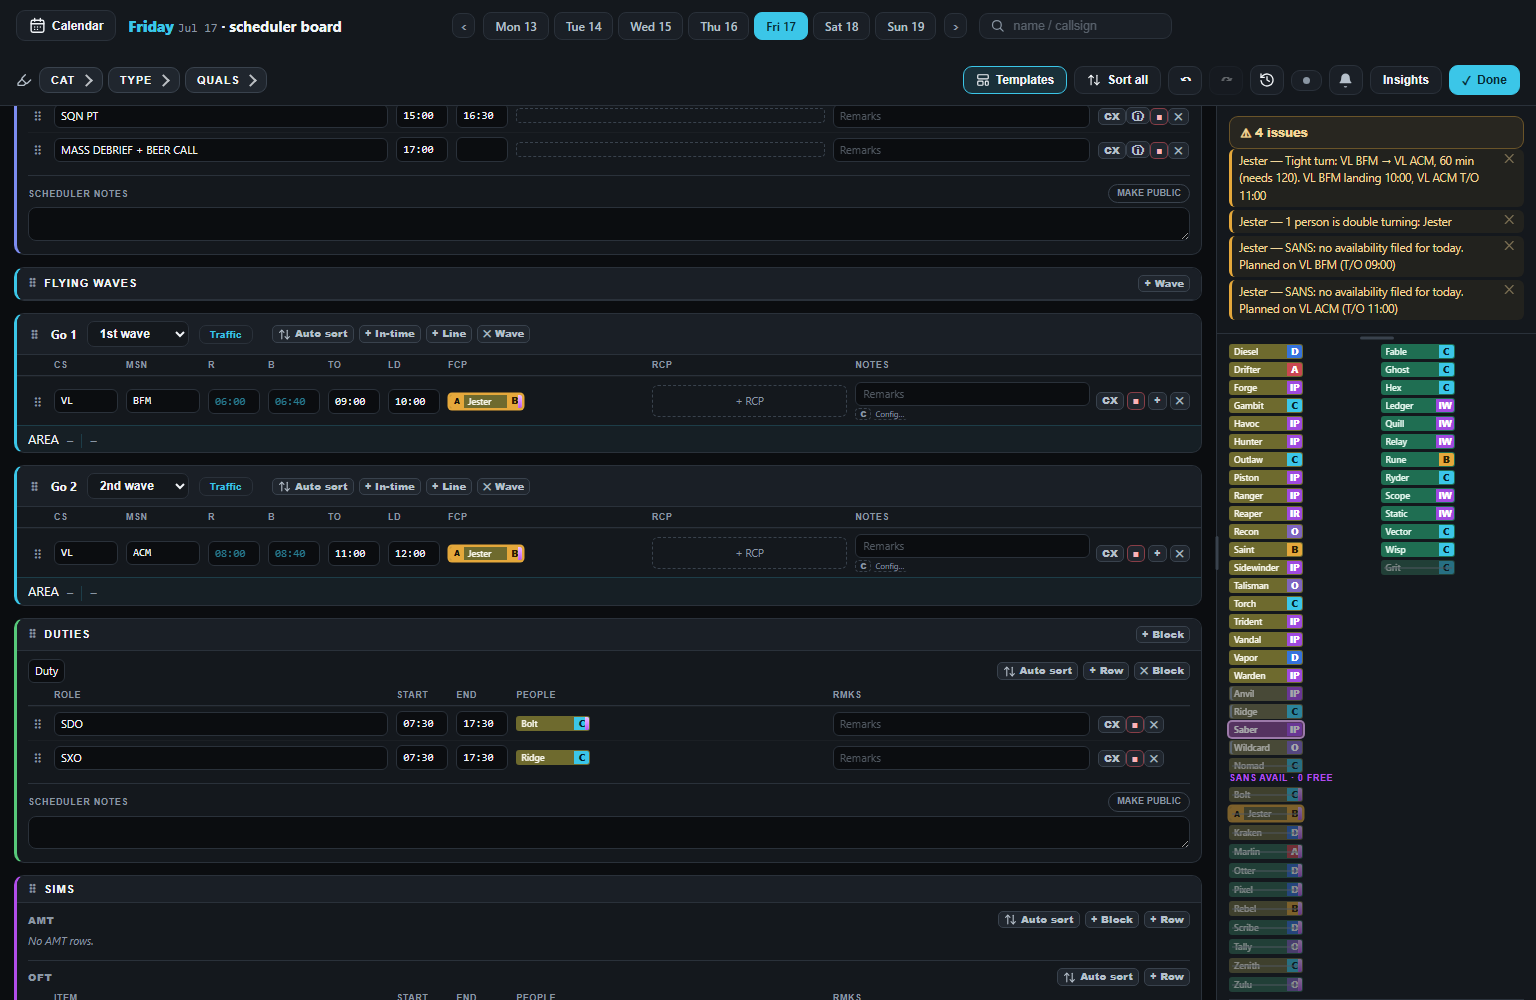 Calendar
Friday Jul 17 · scheduler board
‹ Mon 13 Tue 14 Wed 15 Thu 16 Fri 17 Sat 18 Sun 19 ›
name / callsign
CAT TYPE QUALS
Templates Sort all Insights ✓ Done
SQN PT 15:00 16:30 Remarks CX
MASS DEBRIEF + BEER CALL 17:00 Remarks CX
SCHEDULER NOTES MAKE PUBLIC
FLYING WAVES + Wave
Go 1 1st wave Traffic Auto sort + In-time + Line × Wave
CS MSN R B TO LD FCP RCP NOTES
VL BFM 06:00 06:40 09:00 10:00 A Jester B + RCP Remarks CX
C Config...
AREA – –
Go 2 2nd wave Traffic Auto sort + In-time + Line × Wave
CS MSN R B TO LD FCP RCP NOTES
VL ACM 08:00 08:40 11:00 12:00 A Jester B + RCP Remarks CX
C Config...
AREA – –
DUTIES + Block
Duty Auto sort + Row × Block
ROLE START END PEOPLE RMKS
SDO 07:30 17:30 Bolt C Remarks CX
SXO 07:30 17:30 Ridge C Remarks CX
SCHEDULER NOTES MAKE PUBLIC
SIMS
AMT Auto sort + Block + Row
No AMT rows.
OFT Auto sort + Row
ITEM START END PEOPLE RMKS
⚠ 4 issues
Jester — Tight turn: VL BFM → VL ACM, 60 min
(needs 120). VL BFM landing 10:00, VL ACM T/O
11:00
Jester — 1 person is double turning: Jester
Jester — SANS: no availability filed for today.
Planned on VL BFM (T/O 09:00)
Jester — SANS: no availability filed for today.
Planned on VL ACM (T/O 11:00)
Diesel D
Drifter A
Forge IP
Gambit C
Havoc IP
Hunter IP
Outlaw C
Piston IP
Ranger IP
Reaper IR
Recon O
Saint B
Sidewinder IP
Talisman O
Torch C
Trident IP
Vandal IP
Vapor D
Warden IP
Anvil IP
Ridge C
Saber IP
Wildcard O
Nomad C
Fable C
Ghost C
Hex C
Ledger IW
Quill IW
Relay IW
Rune B
Ryder C
Scope IW
Static IW
Vector C
Wisp C
Grit C
SANS AVAIL · 0 FREE
Bolt C
A Jester B
Kraken D
Marlin A
Otter D
Pixel D
Rebel B
Scribe D
Tally O
Zenith C
Zulu O